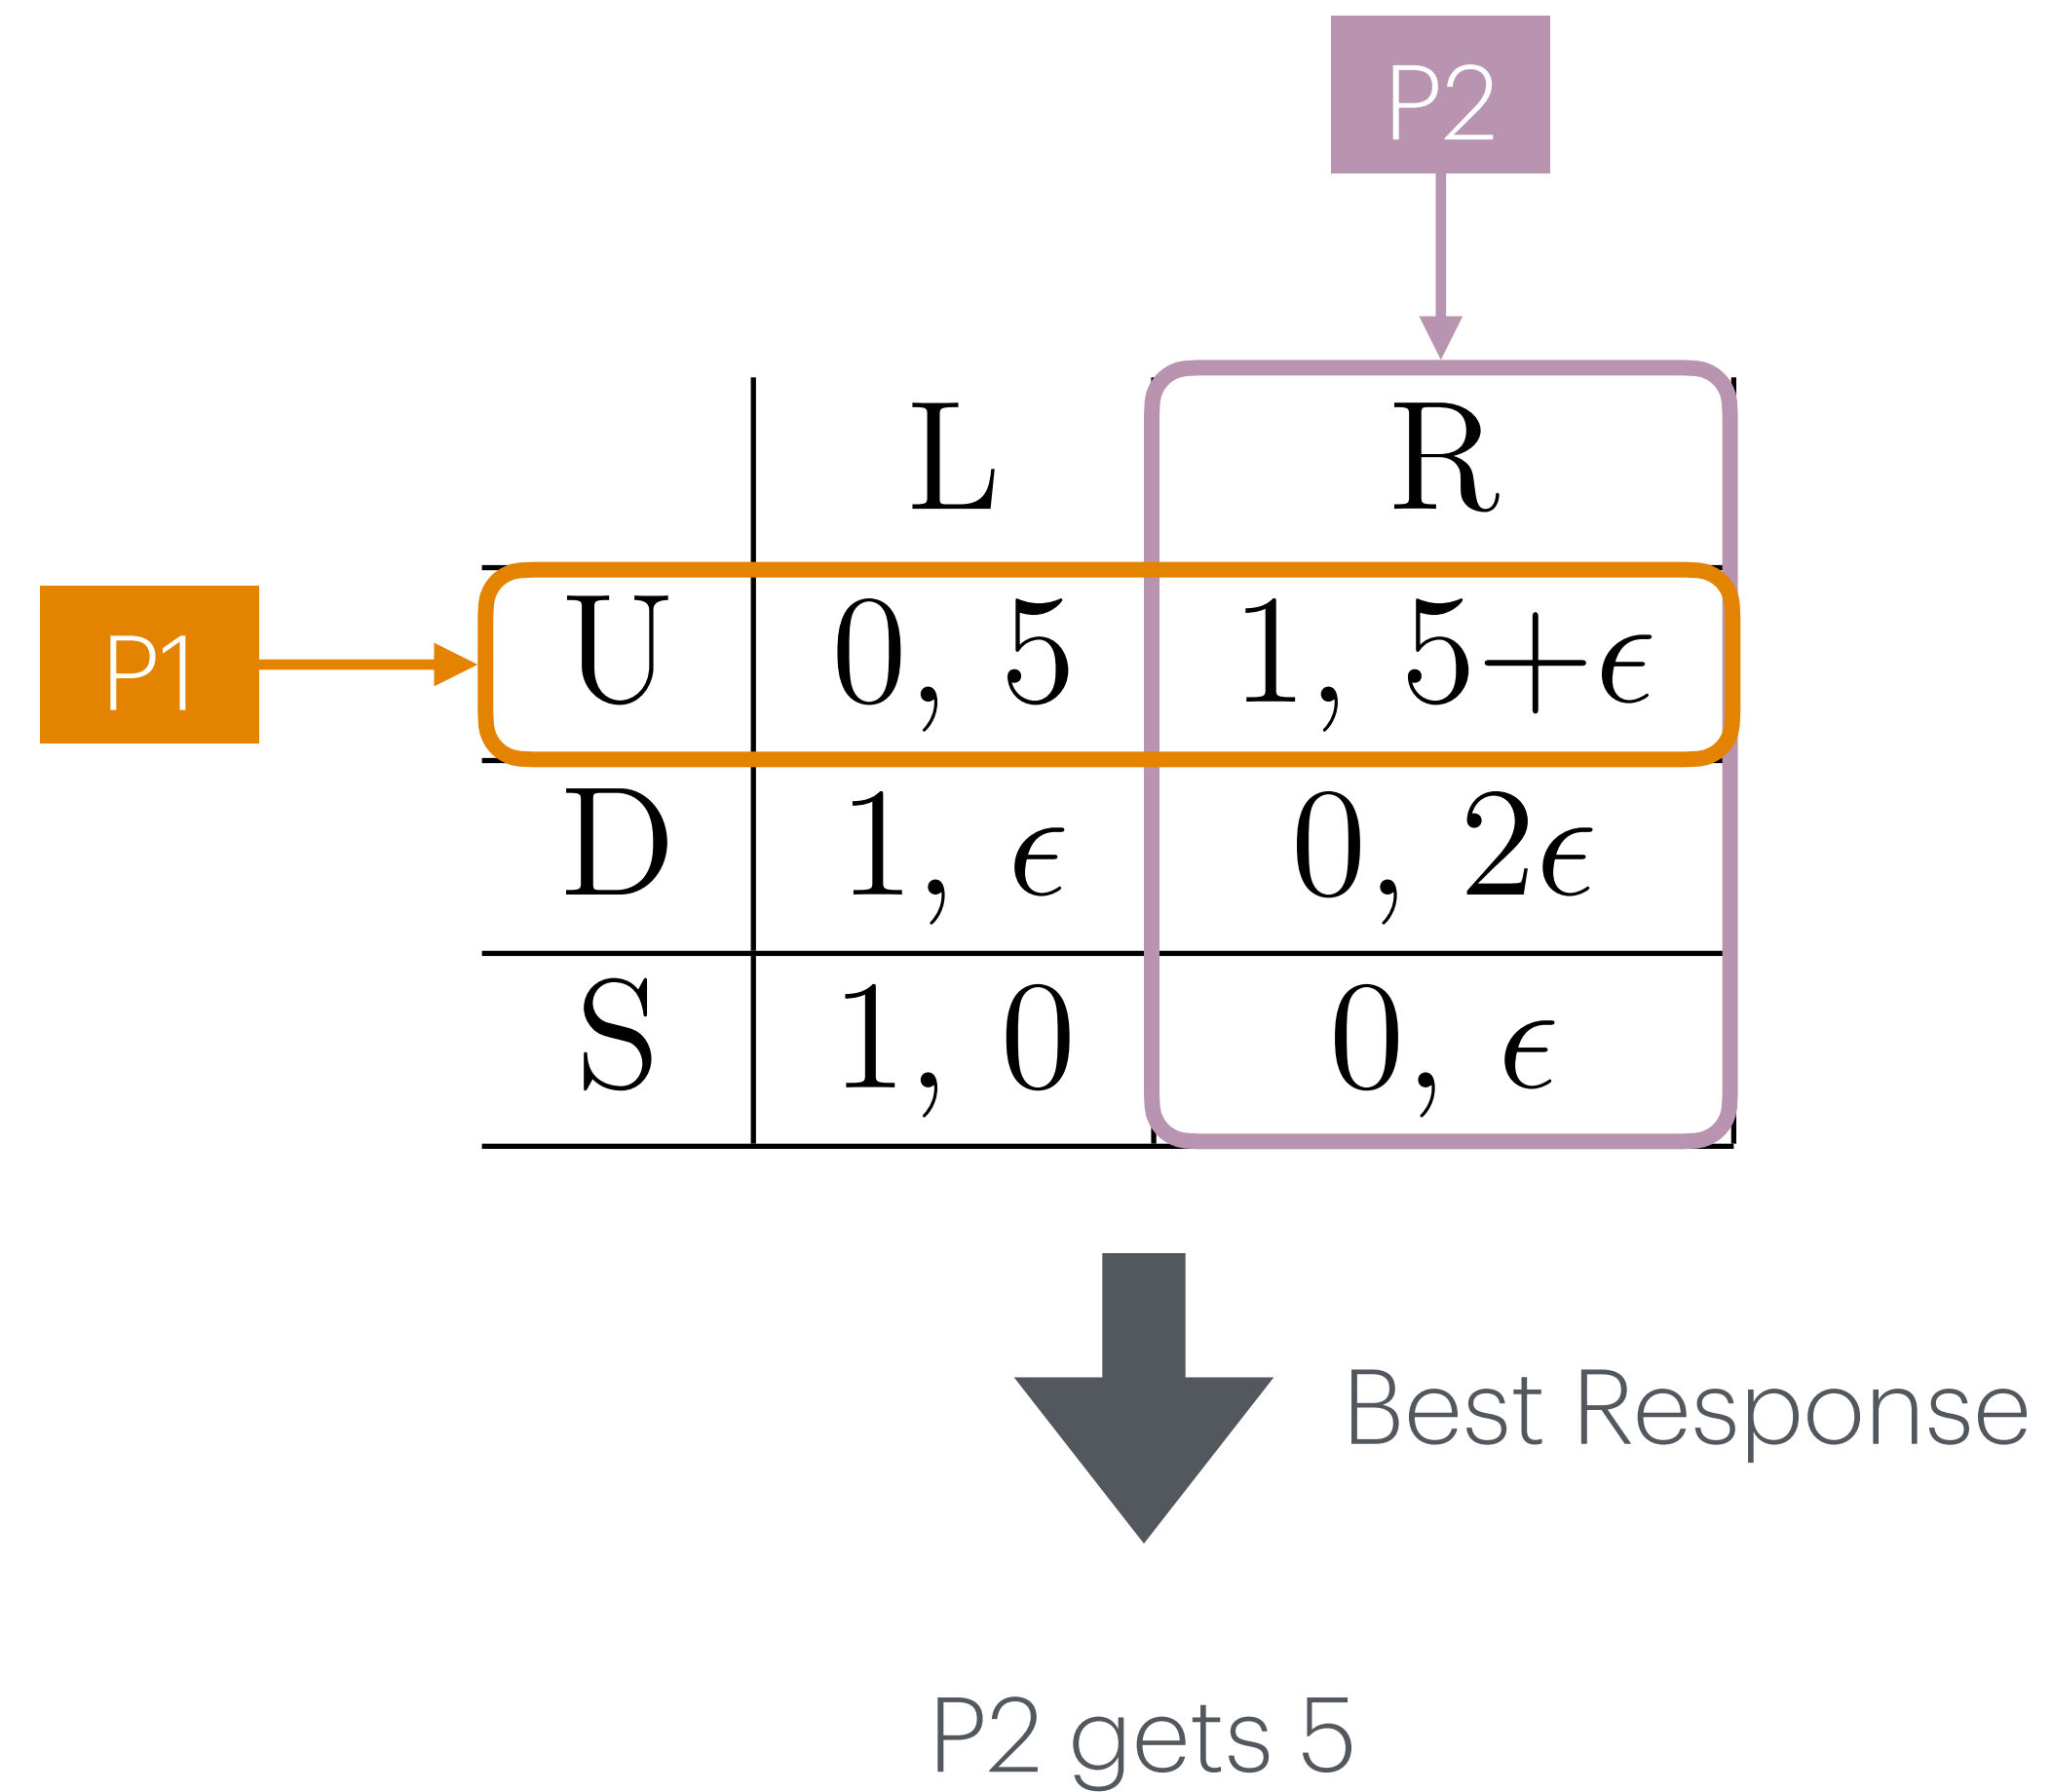 P2
L R
P1
U 0, 5 1, 5+ϵ
D 1, ϵ 0, 2ϵ
S 1, 0 0, ϵ
Best Response
P2 gets 5